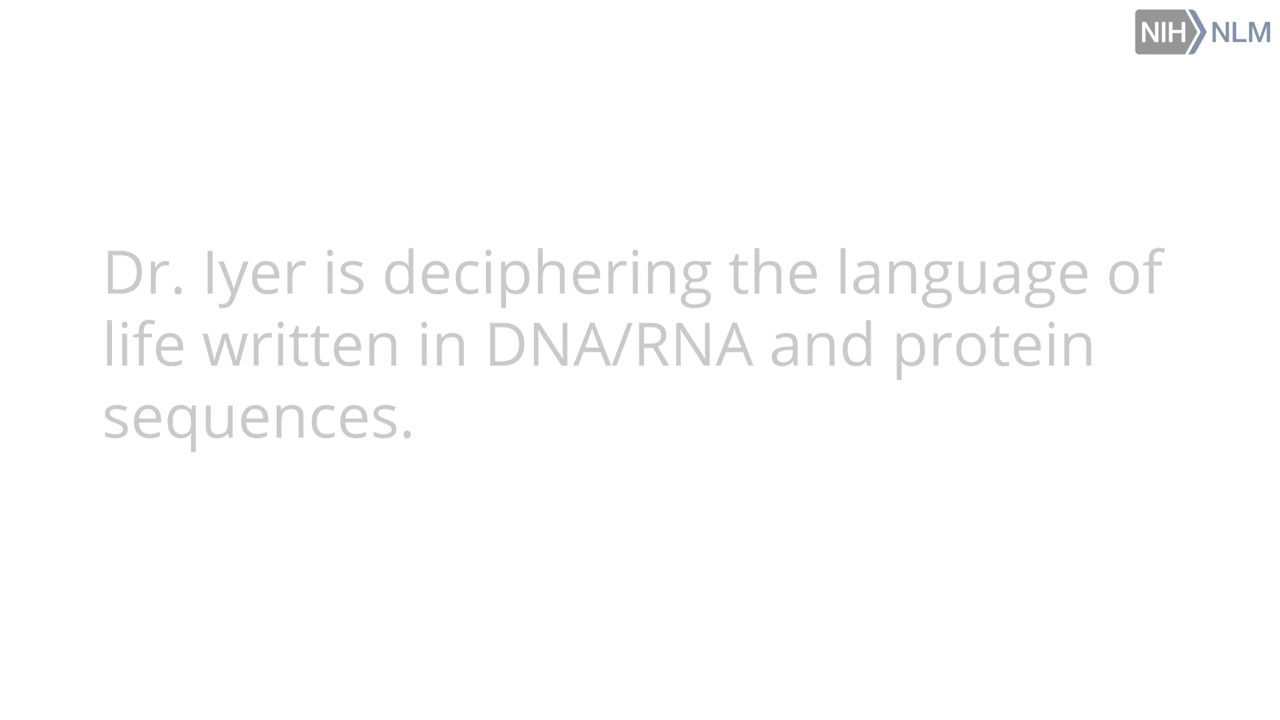 NIH NLM
Dr. Iyer is deciphering the language of
life written in DNA/RNA and protein
sequences.